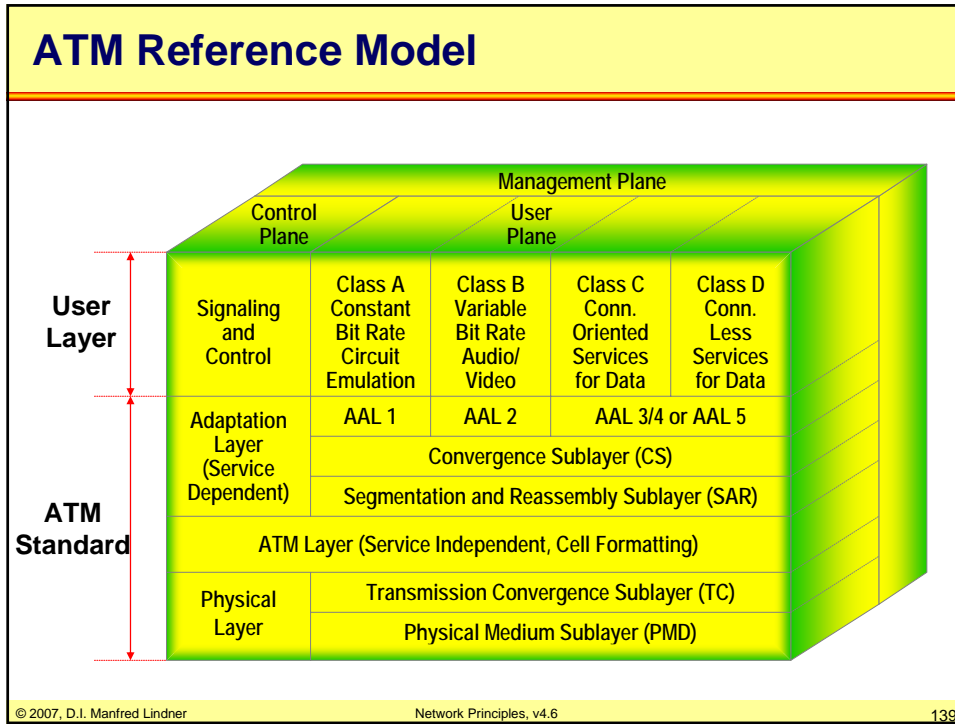 ATM Reference Model
Management Plane
Control
Plane
User
Plane
User
Layer
Signaling
and
Control
Class A
Constant
Bit Rate
Circuit
Emulation
Class B
Variable
Bit Rate
Audio/
Video
Class C
Conn.
Oriented
Services
for Data
Class D
Conn.
Less
Services
for Data
ATM
Standard
Adaptation
Layer
(Service
Dependent)
AAL 1
AAL 2
AAL 3/4 or AAL 5
Convergence Sublayer (CS)
Segmentation and Reassembly Sublayer (SAR)
ATM Layer (Service Independent, Cell Formatting)
Physical
Layer
Transmission Convergence Sublayer (TC)
Physical Medium Sublayer (PMD)
© 2007, D.I. Manfred Lindner
Network Principles, v4.6
139